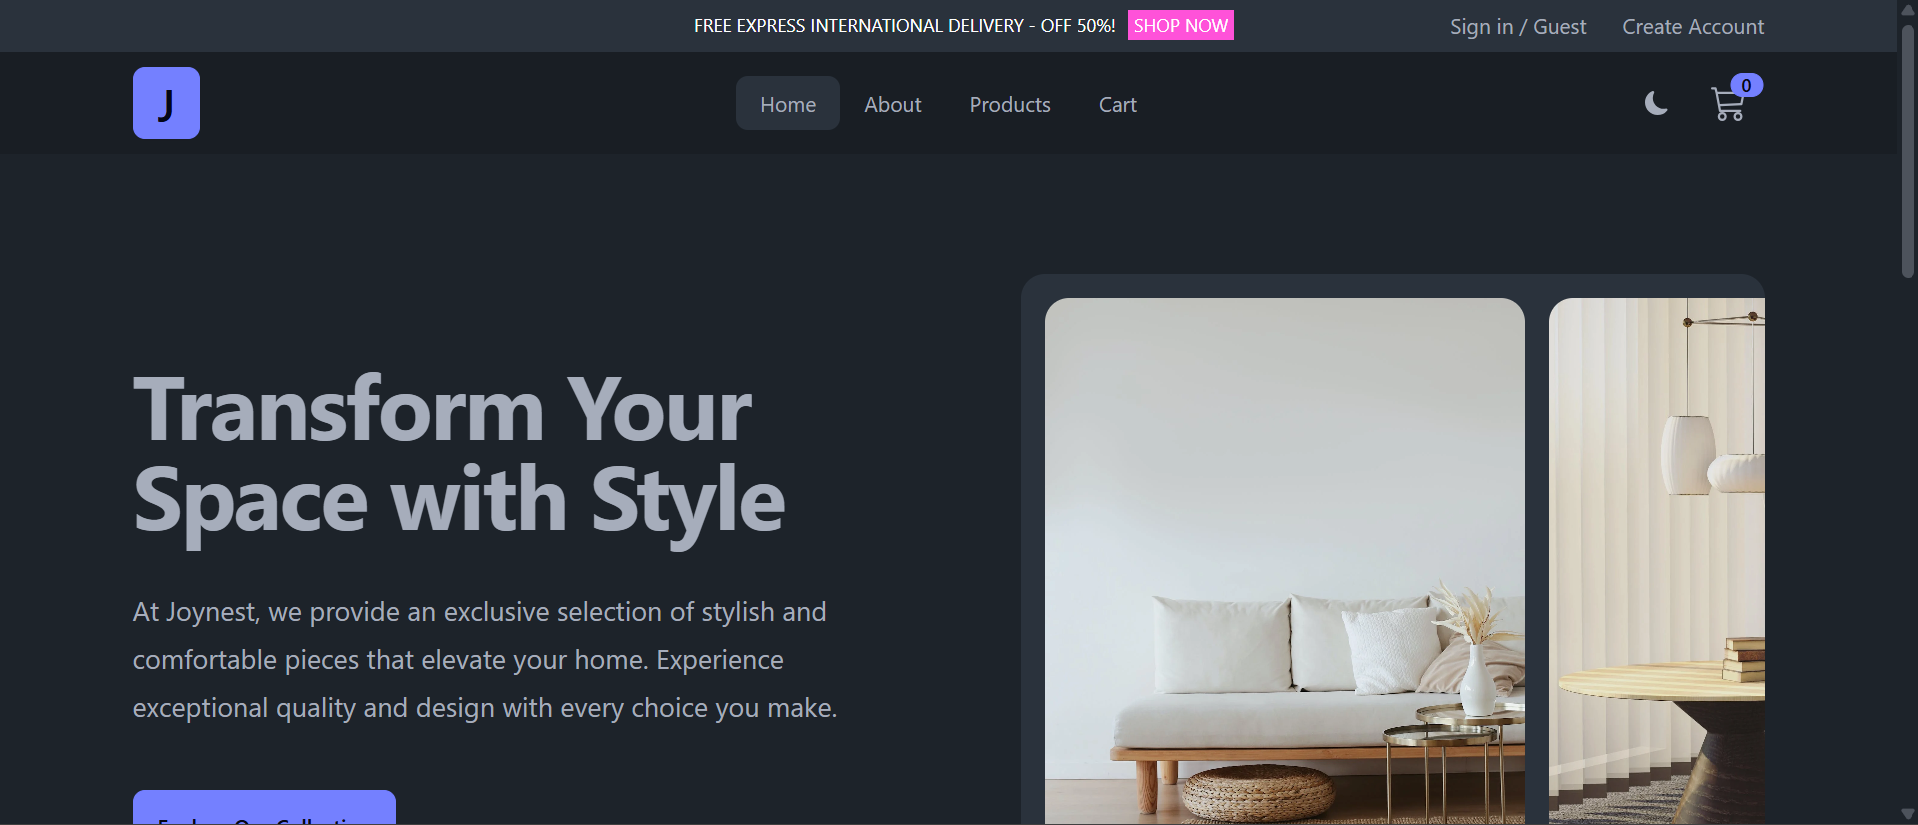 FREE EXPRESS INTERNATIONAL DELIVERY - OFF 50%! SHOP NOW
Sign in / Guest Create Account
J
Home About Products Cart
0
Transform Your
Space with Style
At Joynest, we provide an exclusive selection of stylish and
comfortable pieces that elevate your home. Experience
exceptional quality and design with every choice you make.